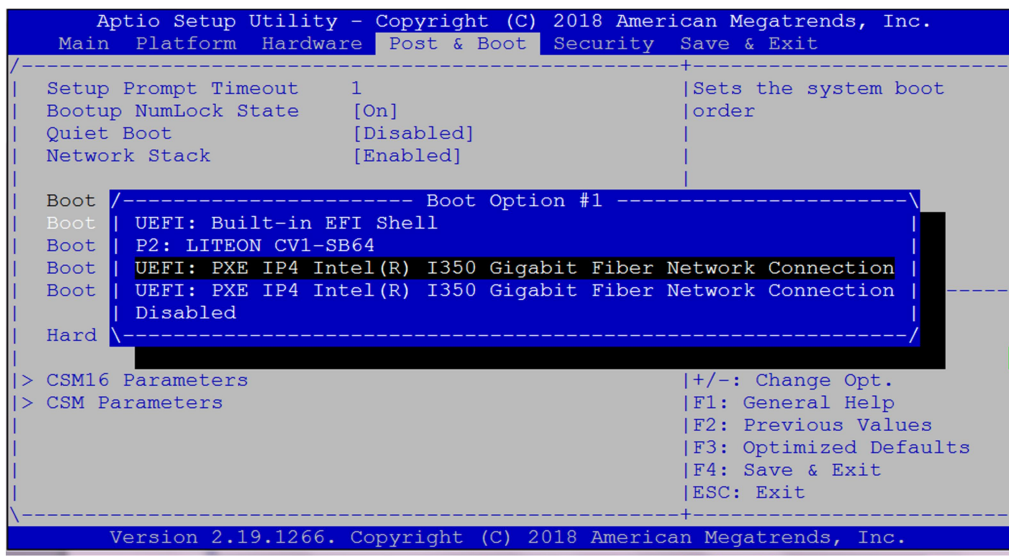 Aptio Setup Utility – Copyright (C) 2018 American Megatrends, Inc.
Main Platform Hardware Post & Boot Security Save & Exit
Setup Prompt Timeout 1
Bootup NumLock State [On]
Quiet Boot [Disabled]
Network Stack [Enabled]
Sets the system boot
order
Boot
Boot
Boot
Boot
Boot
Hard
Boot Option #1
UEFI: Built-in EFI Shell
P2: LITEON CV1-SB64
UEFI: PXE IP4 Intel(R) I350 Gigabit Fiber Network Connection
UEFI: PXE IP4 Intel(R) I350 Gigabit Fiber Network Connection
Disabled
> CSM16 Parameters
> CSM Parameters
+/-: Change Opt.
F1: General Help
F2: Previous Values
F3: Optimized Defaults
F4: Save & Exit
ESC: Exit
Version 2.19.1266. Copyright (C) 2018 American Megatrends, Inc.